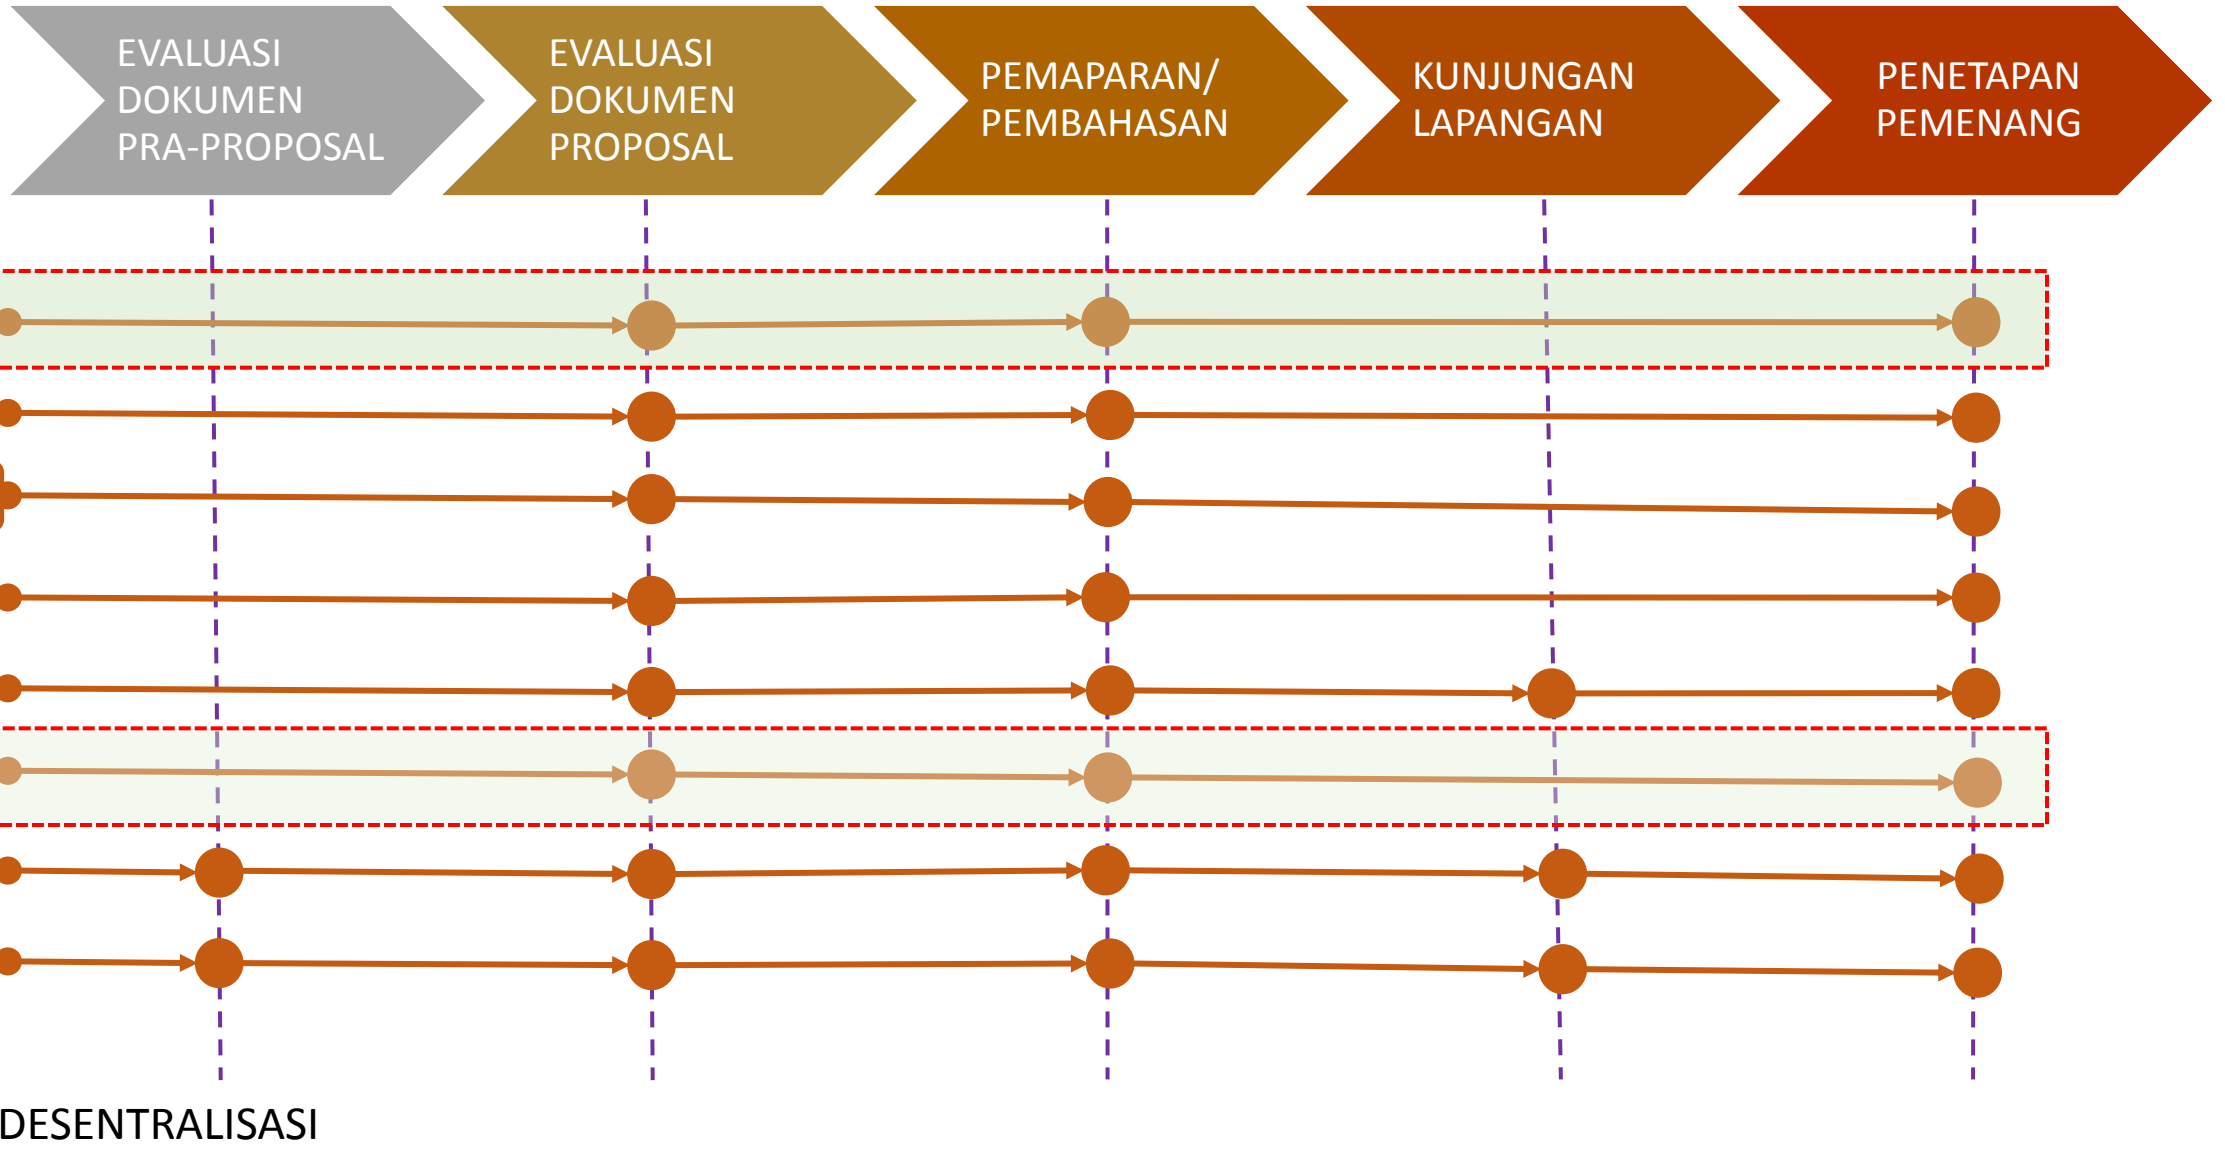 EVALUASI
DOKUMEN
PRA-PROPOSAL
EVALUASI
DOKUMEN
PROPOSAL
PEMAPARAN/
PEMBAHASAN
KUNJUNGAN
LAPANGAN
PENETAPAN
PEMENANG
DESENTRALISASI